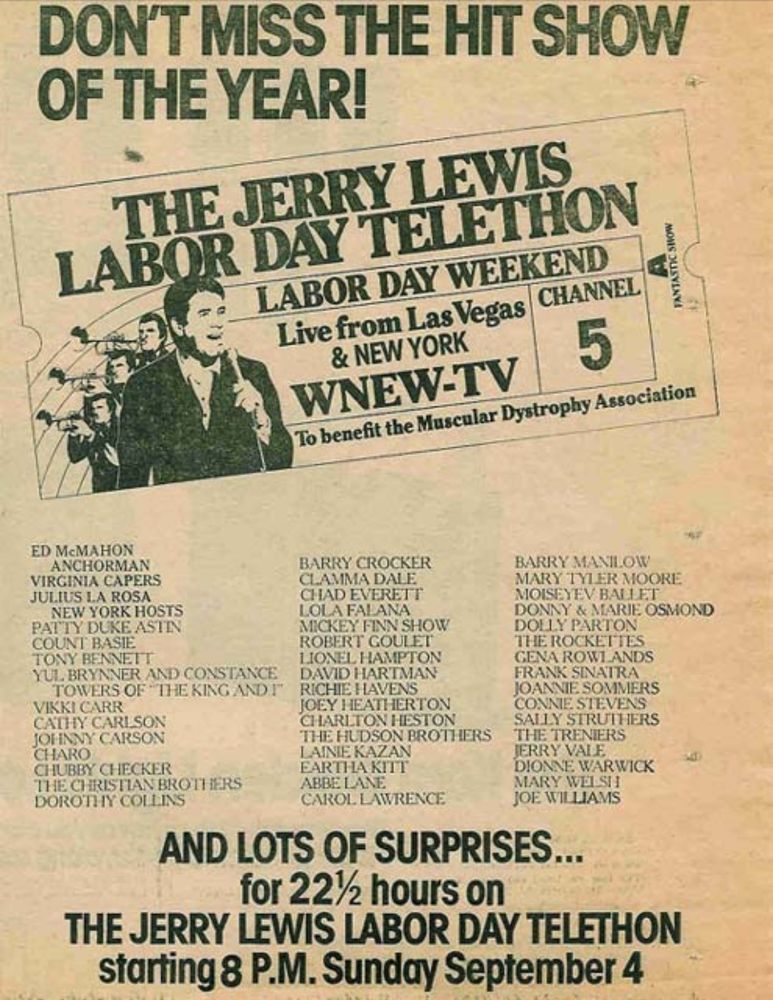 DON'T MISS THE HIT SHOW
OF THE YEAR!
THE JERRY LEWIS
LABOR DAY TELETHON
LABOR DAY WEEKEND
Live from Las Vegas
& NEW YORK
WNEW-TV
CHANNEL
5
To benefit the Muscular Dystrophy Association
A
FANTASTIC SHOW
ED McMAHON
ANCHORMAN
VIRGINIA CAPERS
JULIUS LA ROSA
NEW YORK HOSTS
PATTY DUKE ASTIN
COUNT BASIE
TONY BENNETT
YUL BRYNNER AND CONSTANCE
TOWERS OF "THE KING AND I"
VIKKI CARR
CATHY CARLSON
JOHNNY CARSON
CHARO
CHUBBY CHECKER
THE CHRISTIAN BROTHERS
DOROTHY COLLINS
BARRY CROCKER
CLAMMA DALE
CHAD EVERETT
LOLA FALANA
MICKEY FINN SHOW
ROBERT GOULET
LIONEL HAMPTON
DAVID HARTMAN
RICHIE HAVENS
JOEY HEATHERTON
CHARLTON HESTON
THE HUDSON BROTHERS
LAINIE KAZAN
EARTHA KITT
ABBE LANE
CAROL LAWRENCE
BARRY MANILOW
MARY TYLER MOORE
MOISEYEV BALLET
DONNY & MARIE OSMOND
DOLLY PARTON
THE ROCKETTES
GENA ROWLANDS
FRANK SINATRA
JOANNIE SOMMERS
CONNIE STEVENS
SALLY STRUTHERS
THE TRENIERS
JERRY VALE
DIONNE WARWICK
MARY WELSH
JOE WILLIAMS
AND LOTS OF SURPRISES...
for 22½ hours on
THE JERRY LEWIS LABOR DAY TELETHON
starting 8 P.M. Sunday September 4